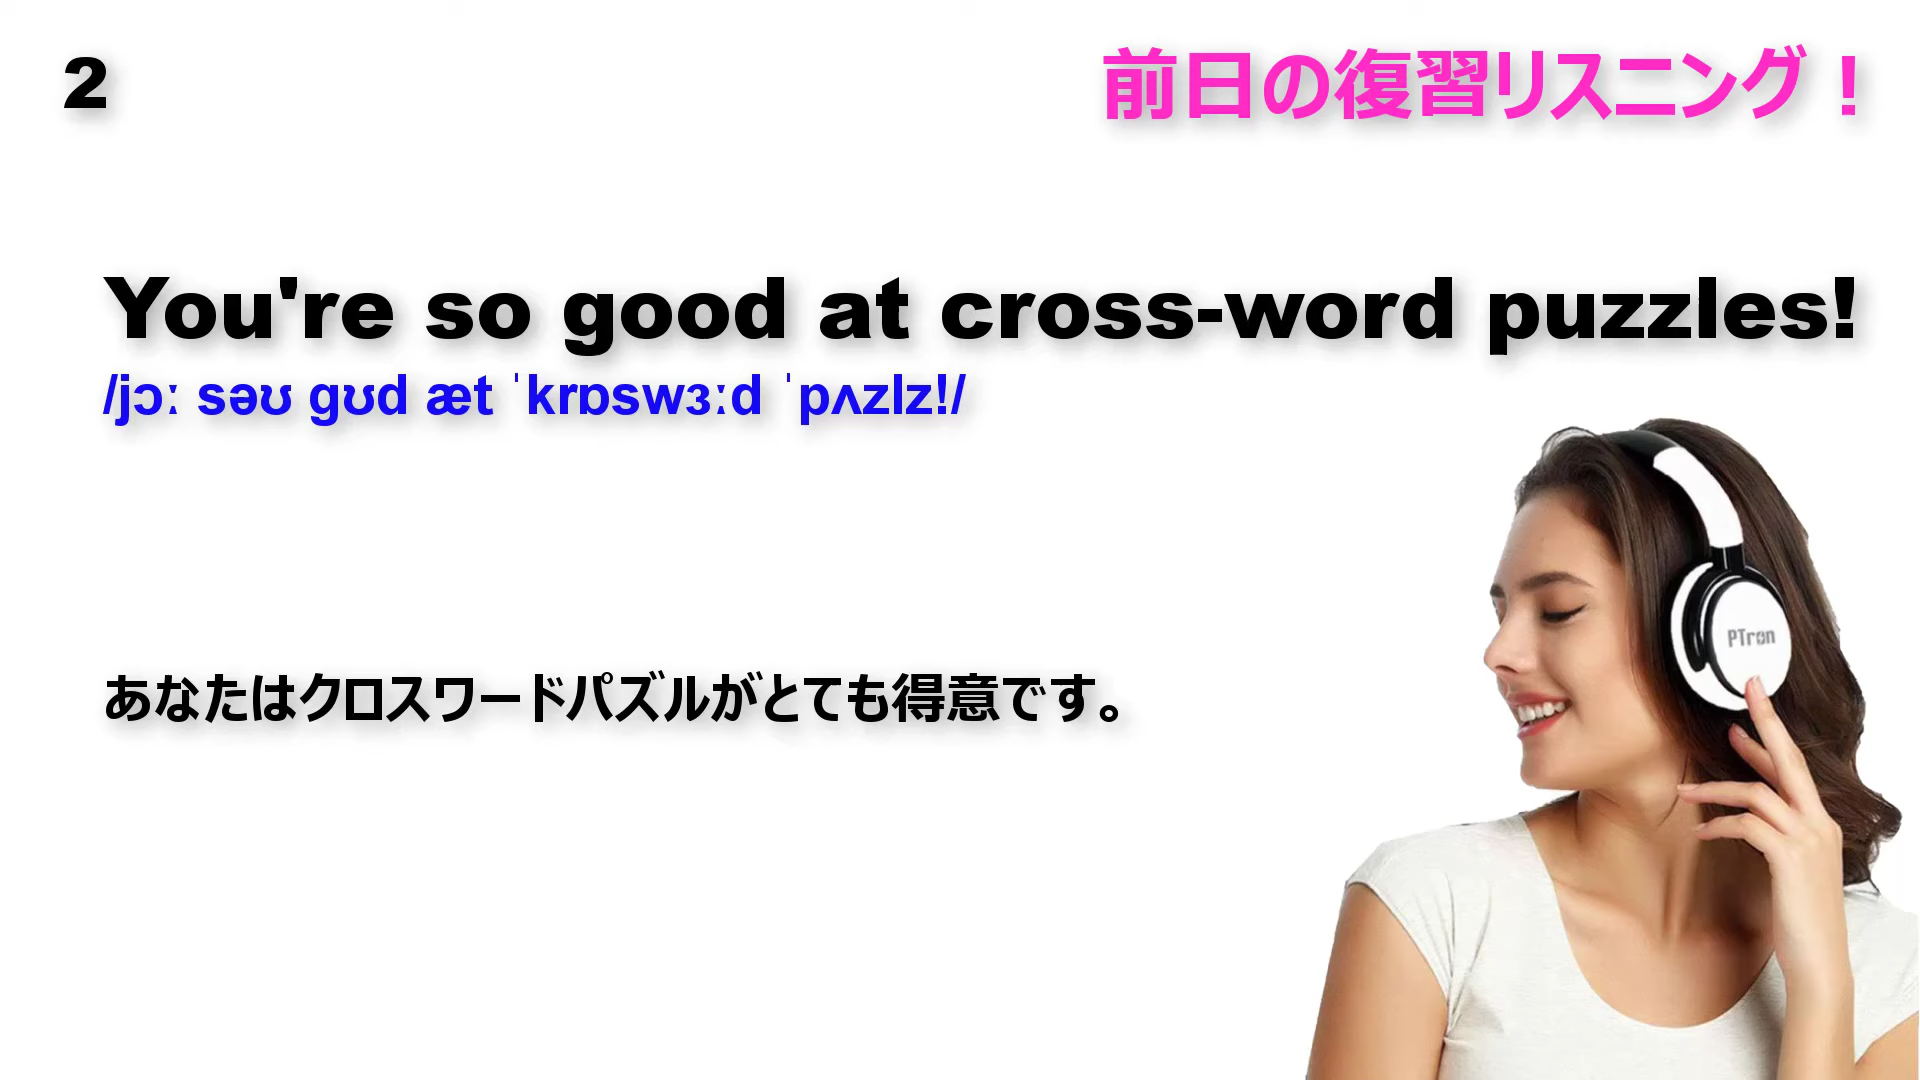 2
前日の復習リスニング！
You're so good at cross-word puzzles!
/jɔː səʊ gʊd æt ˈkrɒswɜːd ˈpʌzlz!/
あなたはクロスワードパズルがとても得意です。
PTron